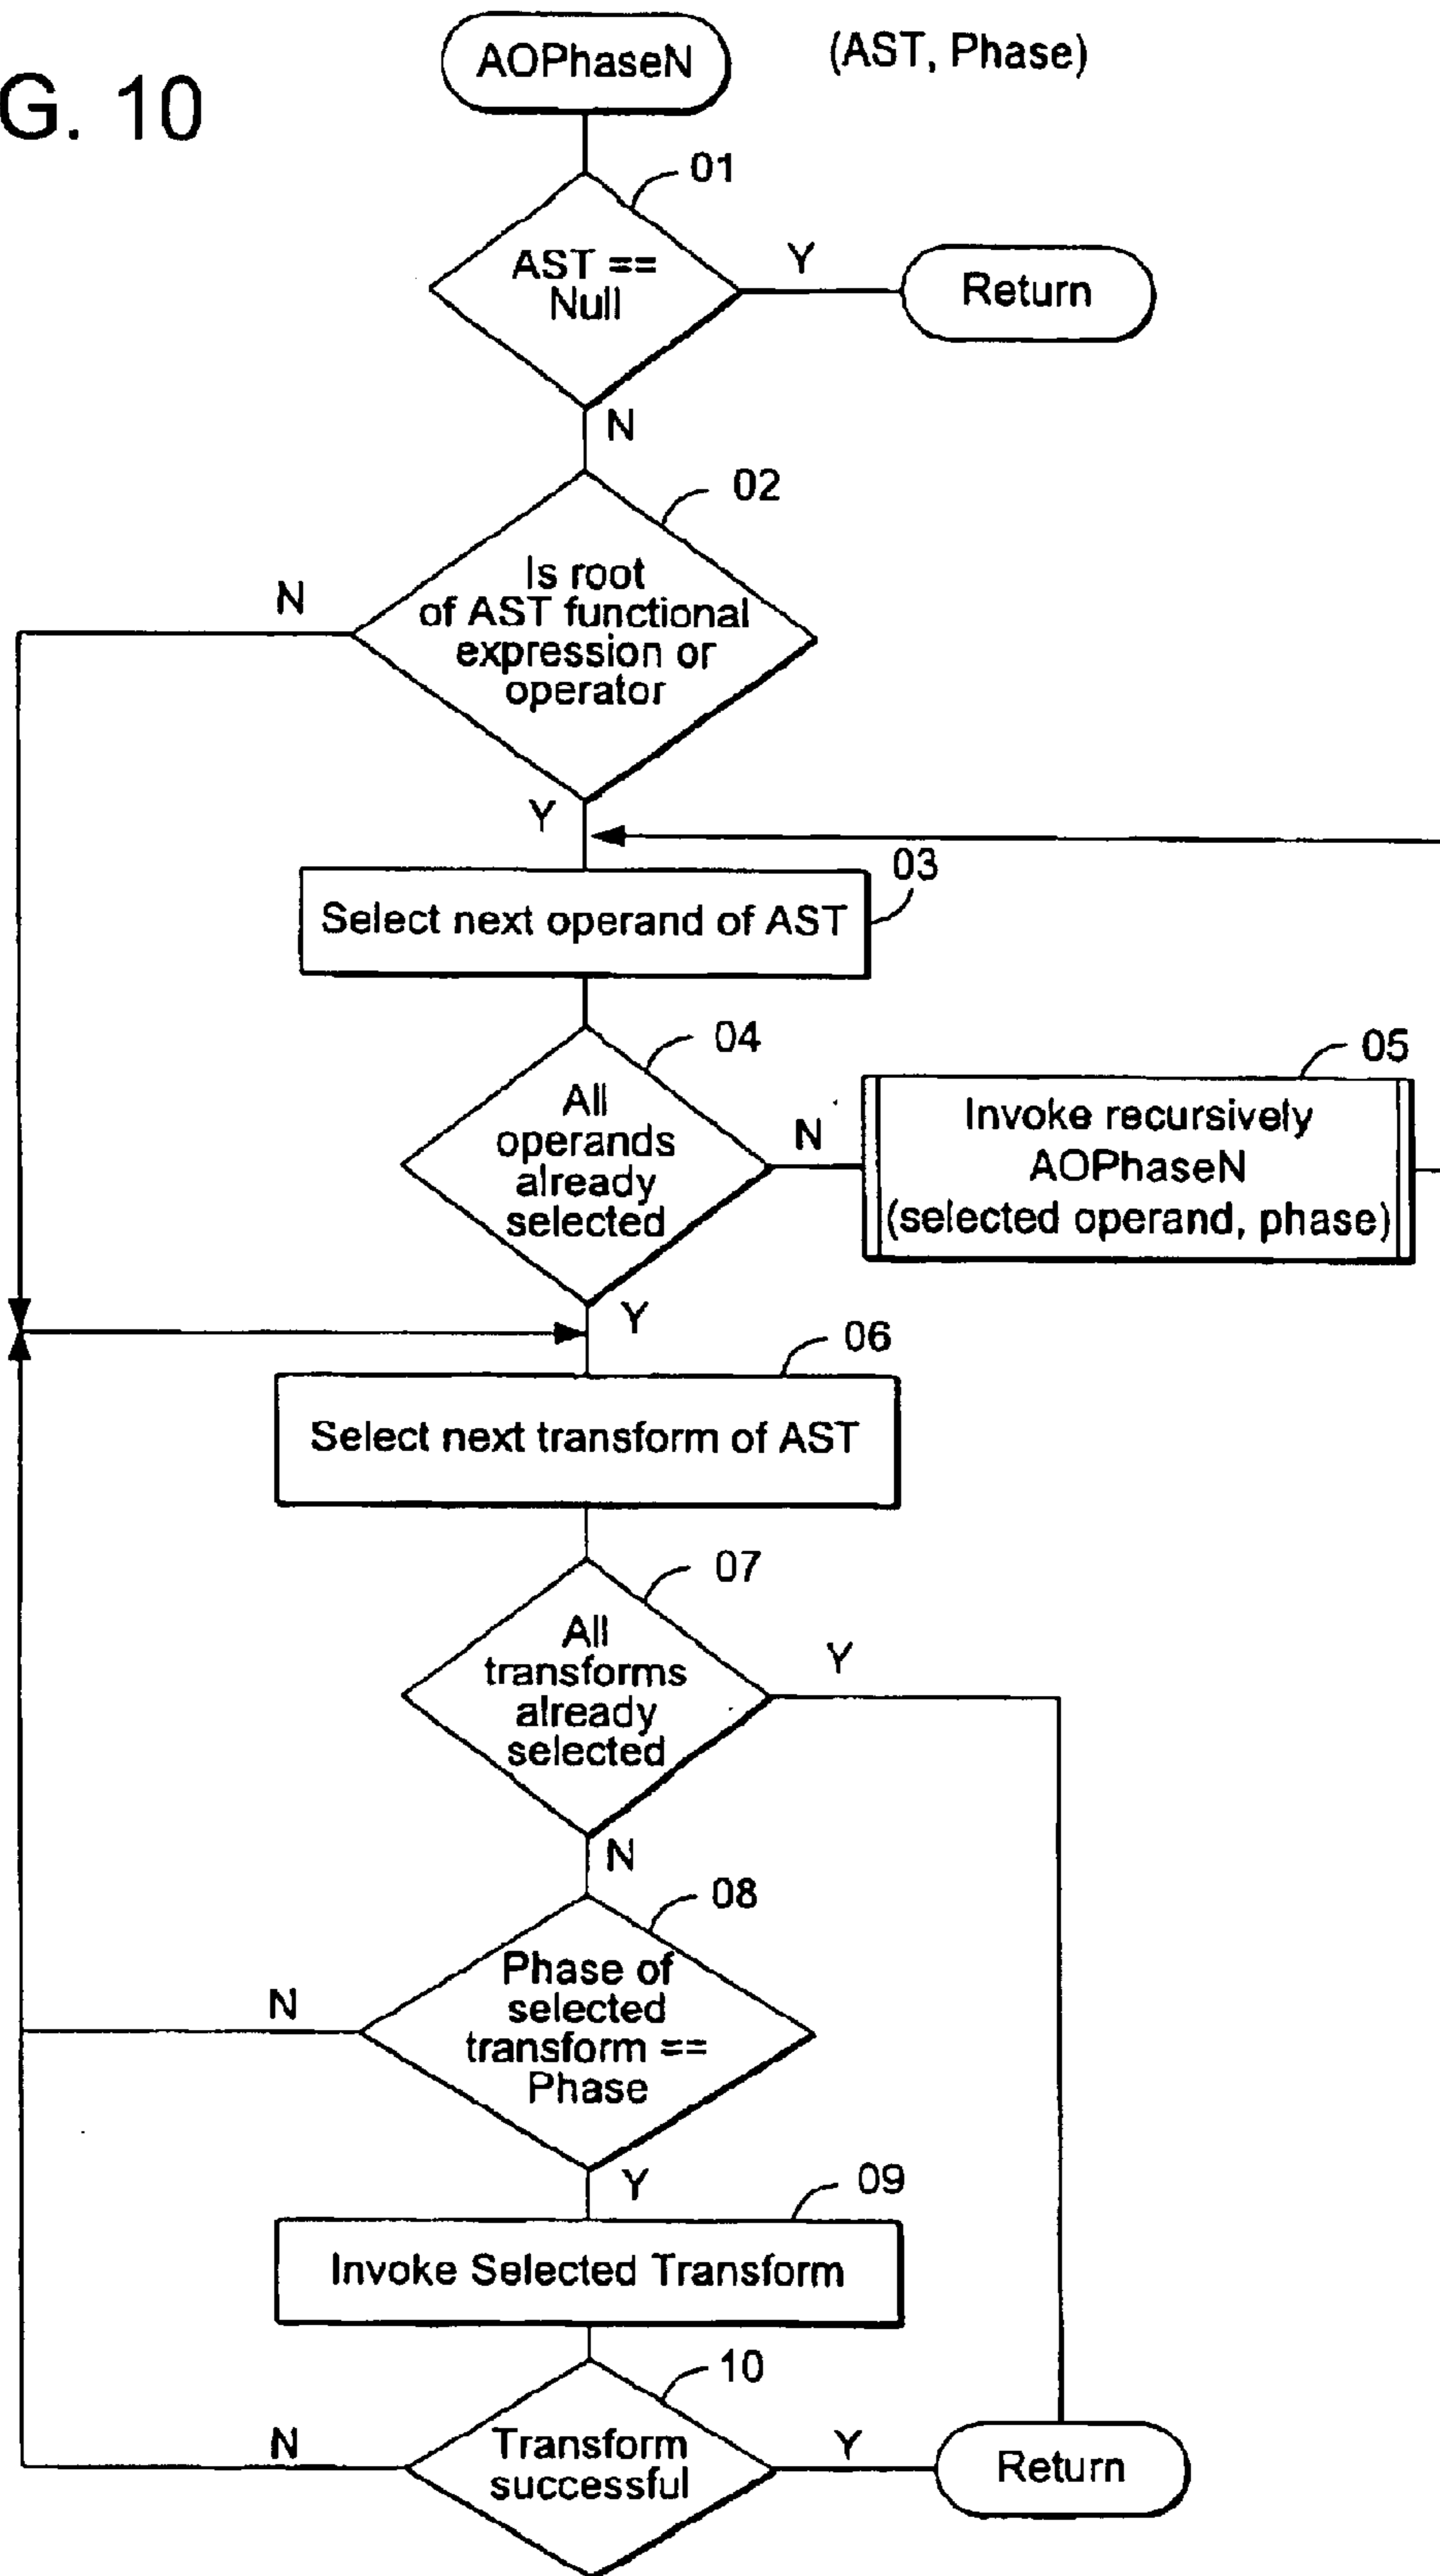 G. 10
AOPhaseN
(AST, Phase)
01
AST ==
Null
Y
Return
N
02
Is root
of AST functional
expression or
operator
N
Y
03
Select next operand of AST
04
All
operands
already
selected
N
05
Invoke recursively
AOPhaseN
(selected operand, phase)
Y
06
Select next transform of AST
07
All
transforms
already
selected
Y
N
08
Phase of
selected
transform ==
Phase
N
Y
09
Invoke Selected Transform
10
Transform
successful
N
Y
Return